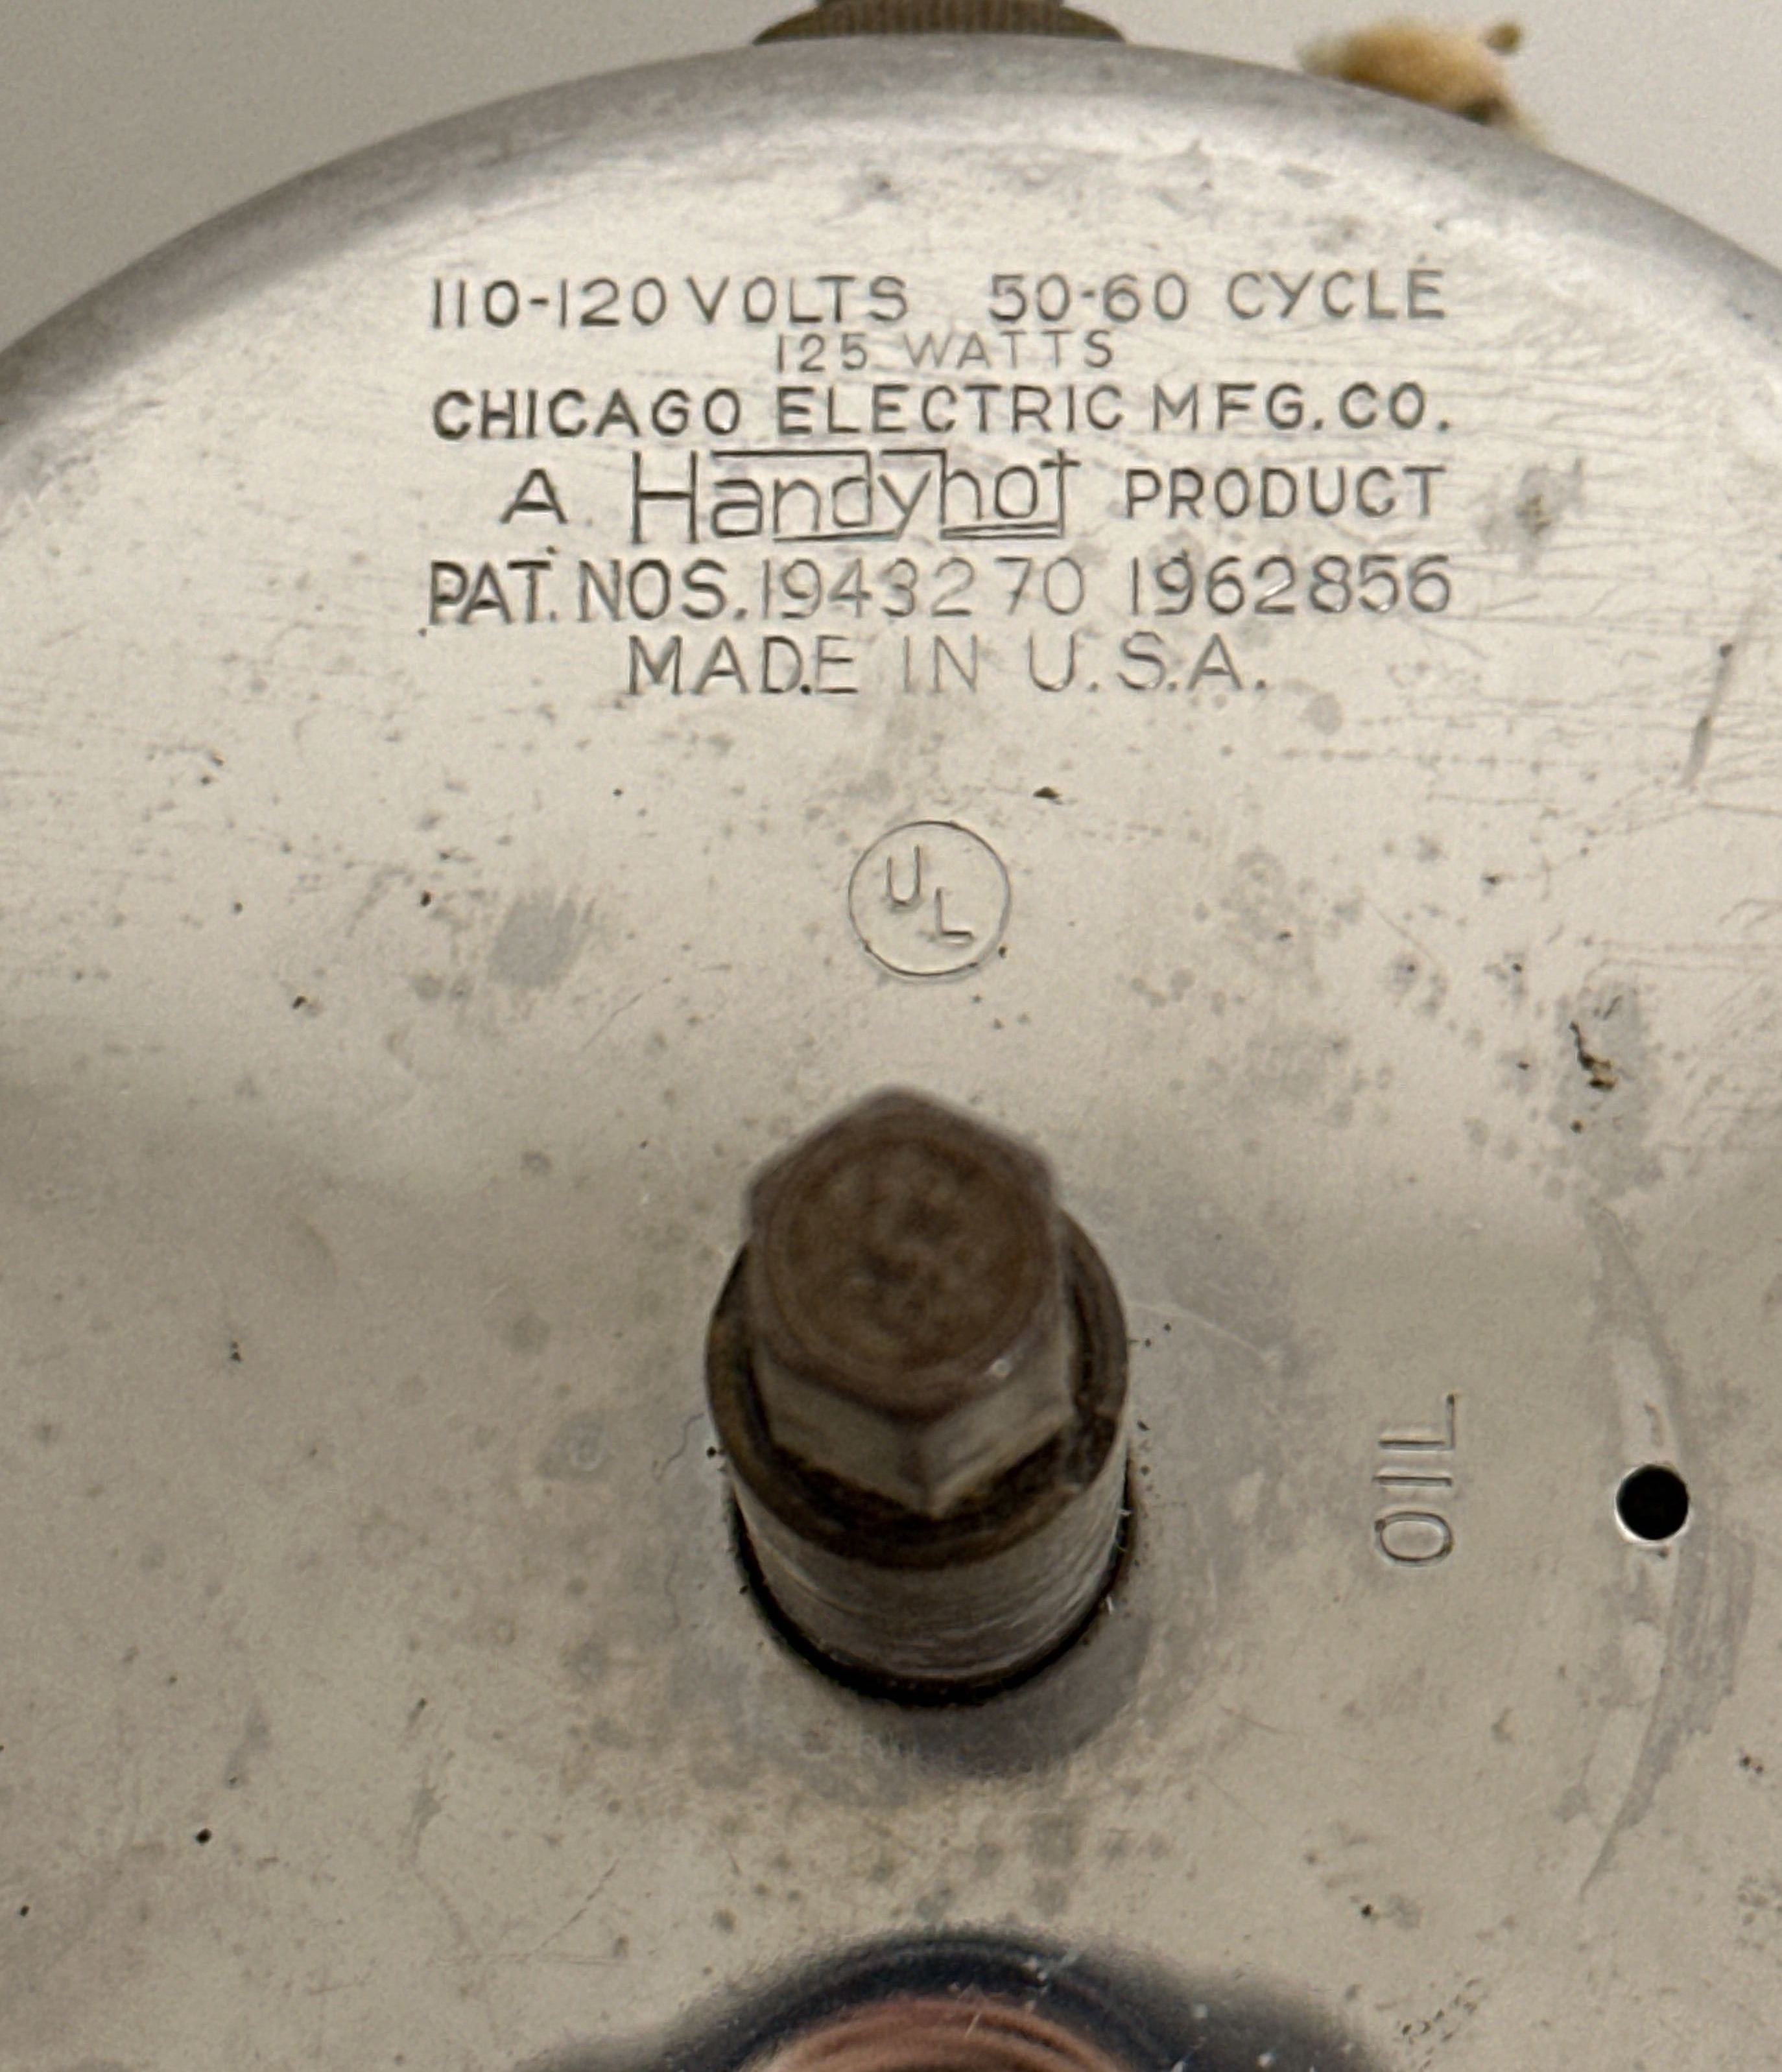 110-120 VOLTS 50-60 CYCLE
125 WATTS
CHICAGO ELECTRIC MFG. CO.
A Handyhot PRODUCT
PAT. NOS. 1943270 1962856
MADE IN U.S.A.
UL
OIL